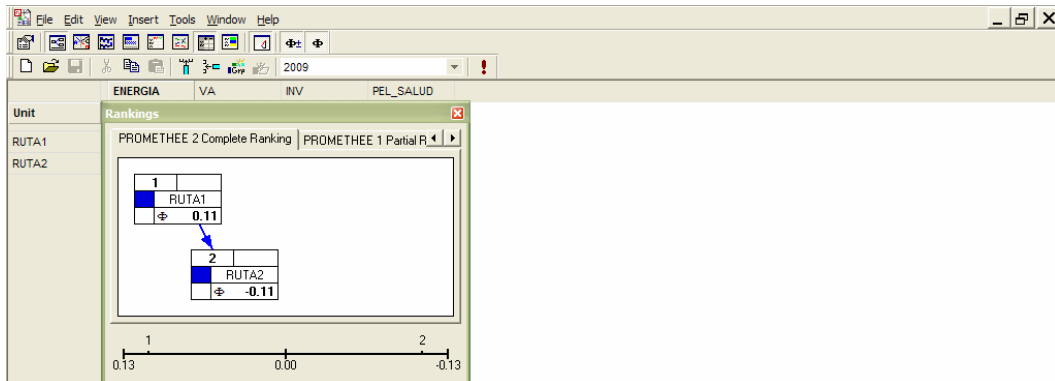 File Edit View Insert Tools Window Help
2009
ENERGIA VA INV PEL_SALUD
Unit
RUTA1
RUTA2
Rankings
PROMETHEE 2 Complete Ranking PROMETHEE 1 Partial R
1
RUTA1
Φ 0.11
2
RUTA2
Φ -0.11
1 2
0.13 0.00 -0.13